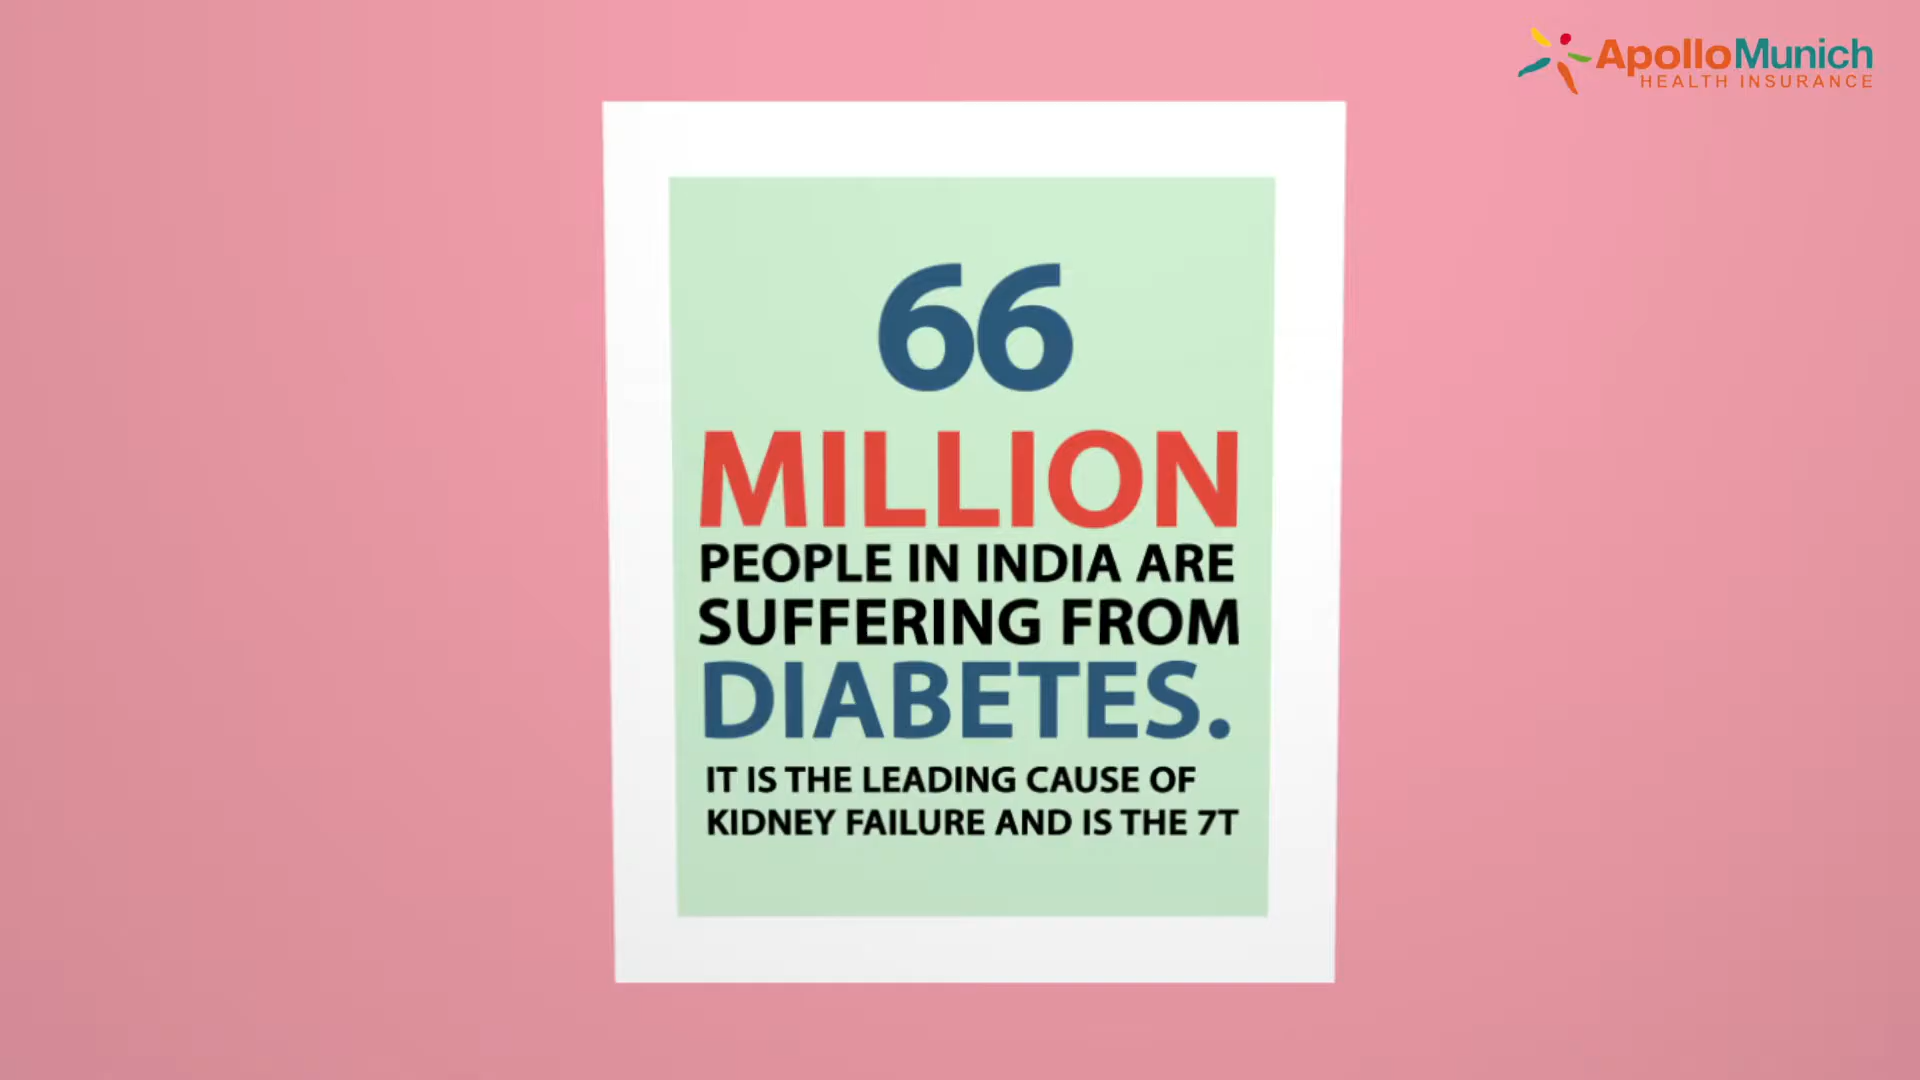 ApolloMunich
HEALTH INSURANCE
66
MILLION
PEOPLE IN INDIA ARE
SUFFERING FROM
DIABETES.
IT IS THE LEADING CAUSE OF
KIDNEY FAILURE AND IS THE 7T